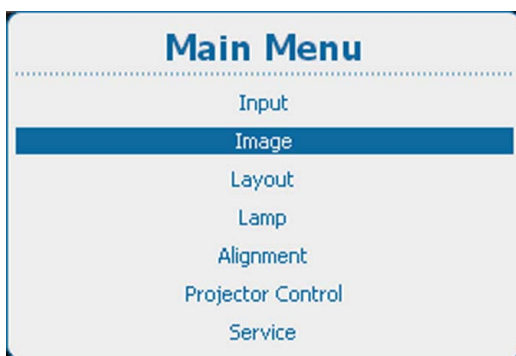 Main Menu
Input
Image
Layout
Lamp
Alignment
Projector Control
Service